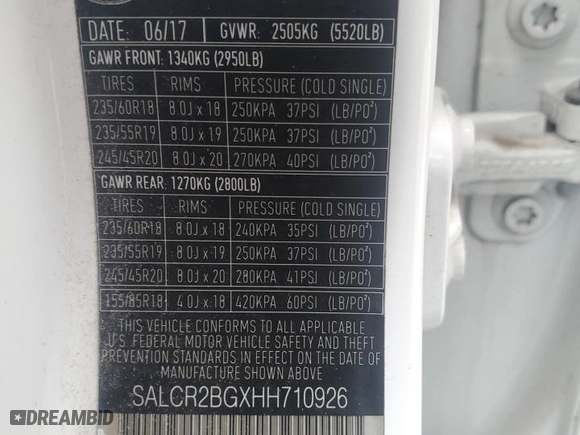 DATE: 06/17 GVWR: 2505KG (5520LB)
GAWR FRONT: 1340KG (2950LB)
TIRES RIMS PRESSURE (COLD SINGLE)
235/60R18 8.0J x 18 250KPA 37PSI (LB/PO²)
235/55R19 8.0J x 19 250KPA 37PSI (LB/PO²)
245/45R20 8.0J x 20 270KPA 40PSI (LB/PO²)
GAWR REAR: 1270KG (2800LB)
TIRES RIMS PRESSURE (COLD SINGLE)
235/60R18 8.0J x 18 240KPA 35PSI (LB/PO²)
235/55R19 8.0J x 19 250KPA 37PSI (LB/PO²)
245/45R20 8.0J x 20 280KPA 41PSI (LB/PO²)
155/85R18 4.0J x 18 420KPA 60PSI (LB/PO²)
THIS VEHICLE CONFORMS TO ALL APPLICABLE
U.S. FEDERAL MOTOR VEHICLE SAFETY AND THEFT
PREVENTION STANDARDS IN EFFECT ON THE DATE OF
MANUFACTURE SHOWN ABOVE.
SALCR2BGXHH710926
DREAMBID